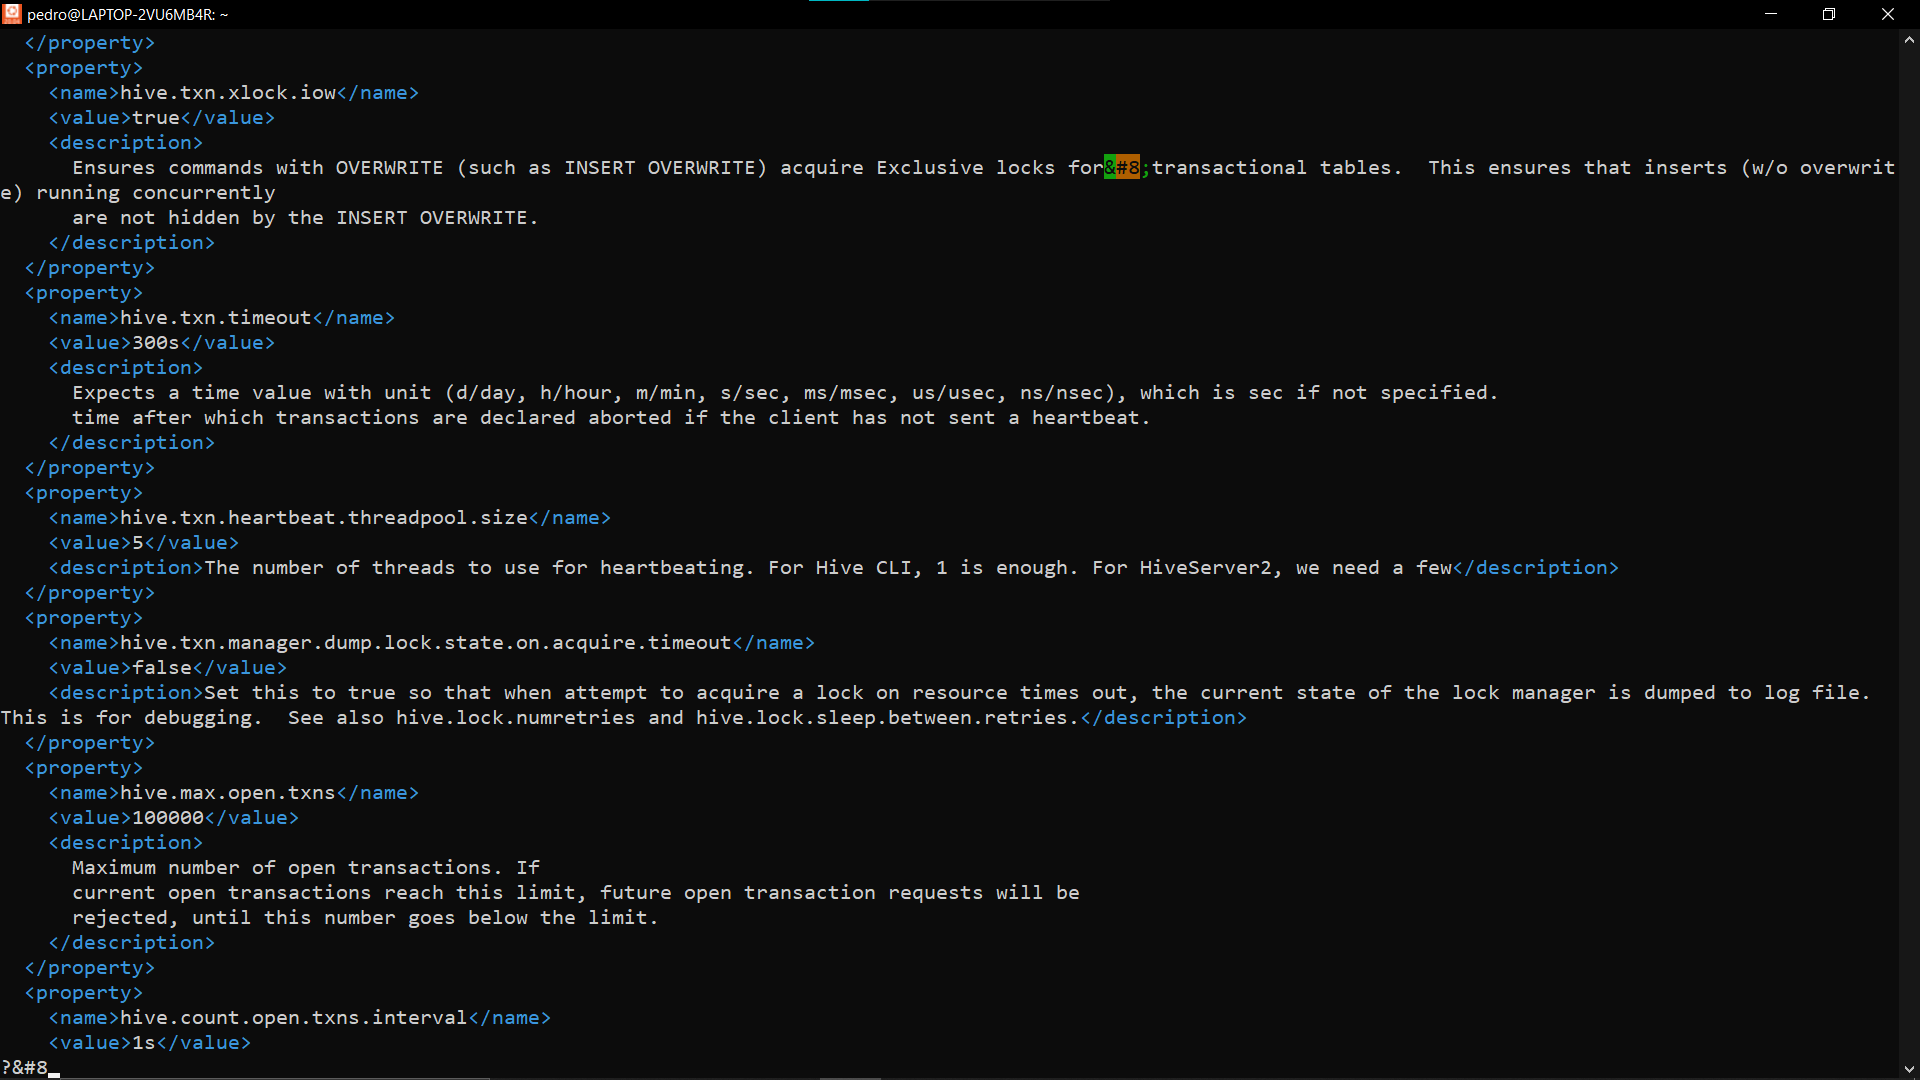 pedro@LAPTOP-2VU6MB4R: ~
  </property>
  <property>
    <name>hive.txn.xlock.iow</name>
    <value>true</value>
    <description>
      Ensures commands with OVERWRITE (such as INSERT OVERWRITE) acquire Exclusive locks for&#8;transactional tables.  This ensures that inserts (w/o overwrit
e) running concurrently
      are not hidden by the INSERT OVERWRITE.
    </description>
  </property>
  <property>
    <name>hive.txn.timeout</name>
    <value>300s</value>
    <description>
      Expects a time value with unit (d/day, h/hour, m/min, s/sec, ms/msec, us/usec, ns/nsec), which is sec if not specified.
      time after which transactions are declared aborted if the client has not sent a heartbeat.
    </description>
  </property>
  <property>
    <name>hive.txn.heartbeat.threadpool.size</name>
    <value>5</value>
    <description>The number of threads to use for heartbeating. For Hive CLI, 1 is enough. For HiveServer2, we need a few</description>
  </property>
  <property>
    <name>hive.txn.manager.dump.lock.state.on.acquire.timeout</name>
    <value>false</value>
    <description>Set this to true so that when attempt to acquire a lock on resource times out, the current state of the lock manager is dumped to log file.
This is for debugging.  See also hive.lock.numretries and hive.lock.sleep.between.retries.</description>
  </property>
  <property>
    <name>hive.max.open.txns</name>
    <value>100000</value>
    <description>
      Maximum number of open transactions. If
      current open transactions reach this limit, future open transaction requests will be
      rejected, until this number goes below the limit.
    </description>
  </property>
  <property>
    <name>hive.count.open.txns.interval</name>
    <value>1s</value>
?&#8